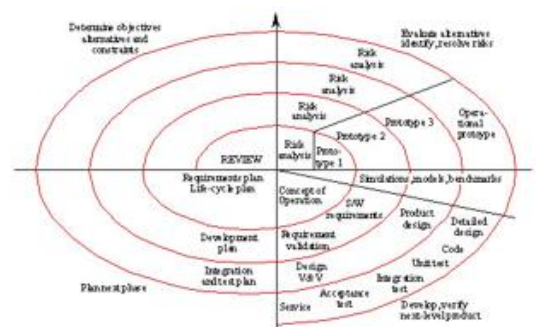 Determine objectives
alternatives and
constraints
Evaluate alternatives
identify, resolve risks
Risk
analysis
Risk
analysis
Risk
analysis
Risk
analysis
Proto-
type 1
Prototype 2
Prototype 3
Opera-
tional
prototype
REVIEW
Requirements plan
Life-cycle plan
Concept of
Operation
Simulations, models, benchmarks
S/W
requirements
Product
design
Detailed
design
Requirement
validation
Development
plan
Code
Unit test
Design
V&V
Integration
and test plan
Integration
test
Plan next phase
Acceptance
test
Service
Develop, verify
next-level product